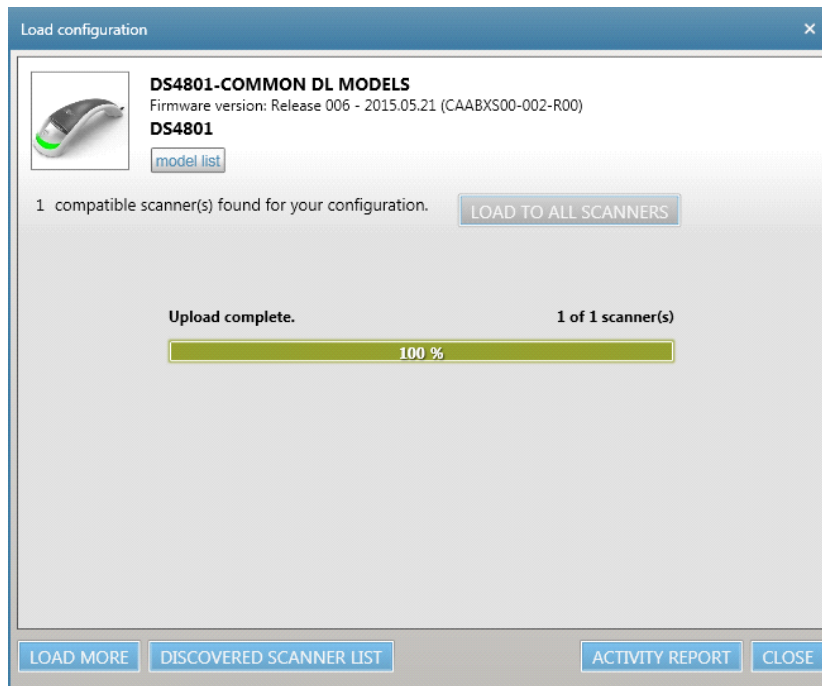 Load configuration
DS4801-COMMON DL MODELS
Firmware version: Release 006 - 2015.05.21 (CAABXS00-002-R00)
DS4801
model list
1 compatible scanner(s) found for your configuration.
LOAD TO ALL SCANNERS
Upload complete. 1 of 1 scanner(s)
100 %
LOAD MORE DISCOVERED SCANNER LIST ACTIVITY REPORT CLOSE